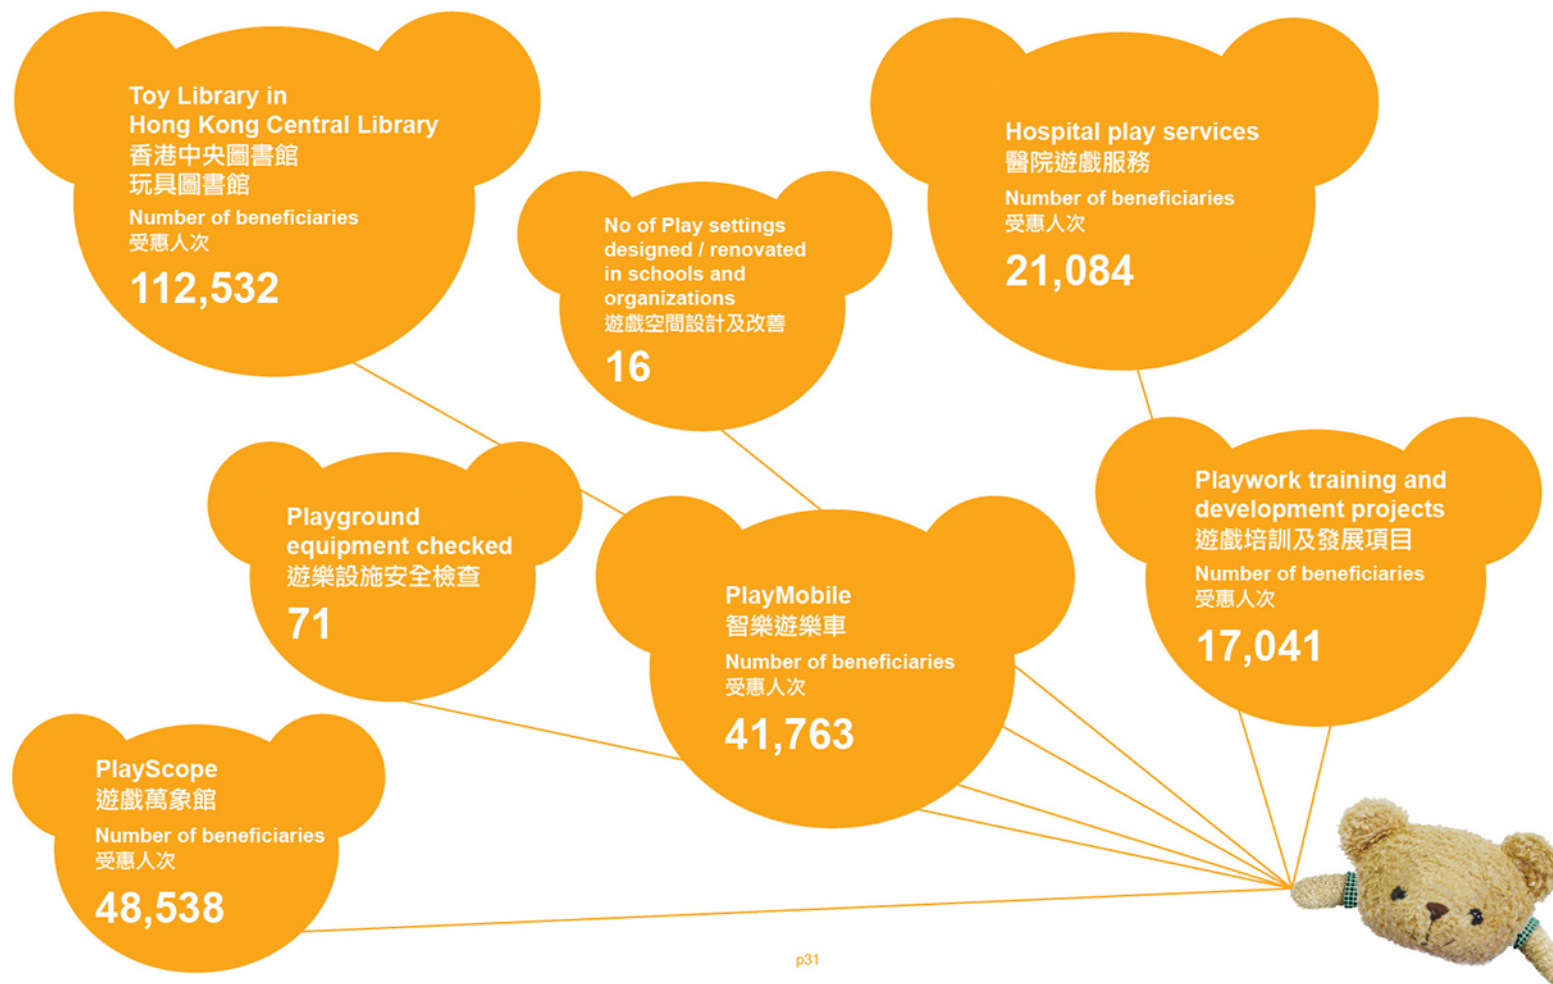 Toy Library in
Hong Kong Central Library
香港中央圖書館
玩具圖書館
Number of beneficiaries
受惠人次
112,532
No of Play settings
designed / renovated
in schools and
organizations
遊戲空間設計及改善
16
Hospital play services
醫院遊戲服務
Number of beneficiaries
受惠人次
21,084
Playground
equipment checked
遊樂設施安全檢查
71
PlayMobile
智樂遊樂車
Number of beneficiaries
受惠人次
41,763
Playwork training and
development projects
遊戲培訓及發展項目
Number of beneficiaries
受惠人次
17,041
PlayScope
遊戲萬象館
Number of beneficiaries
受惠人次
48,538
p31